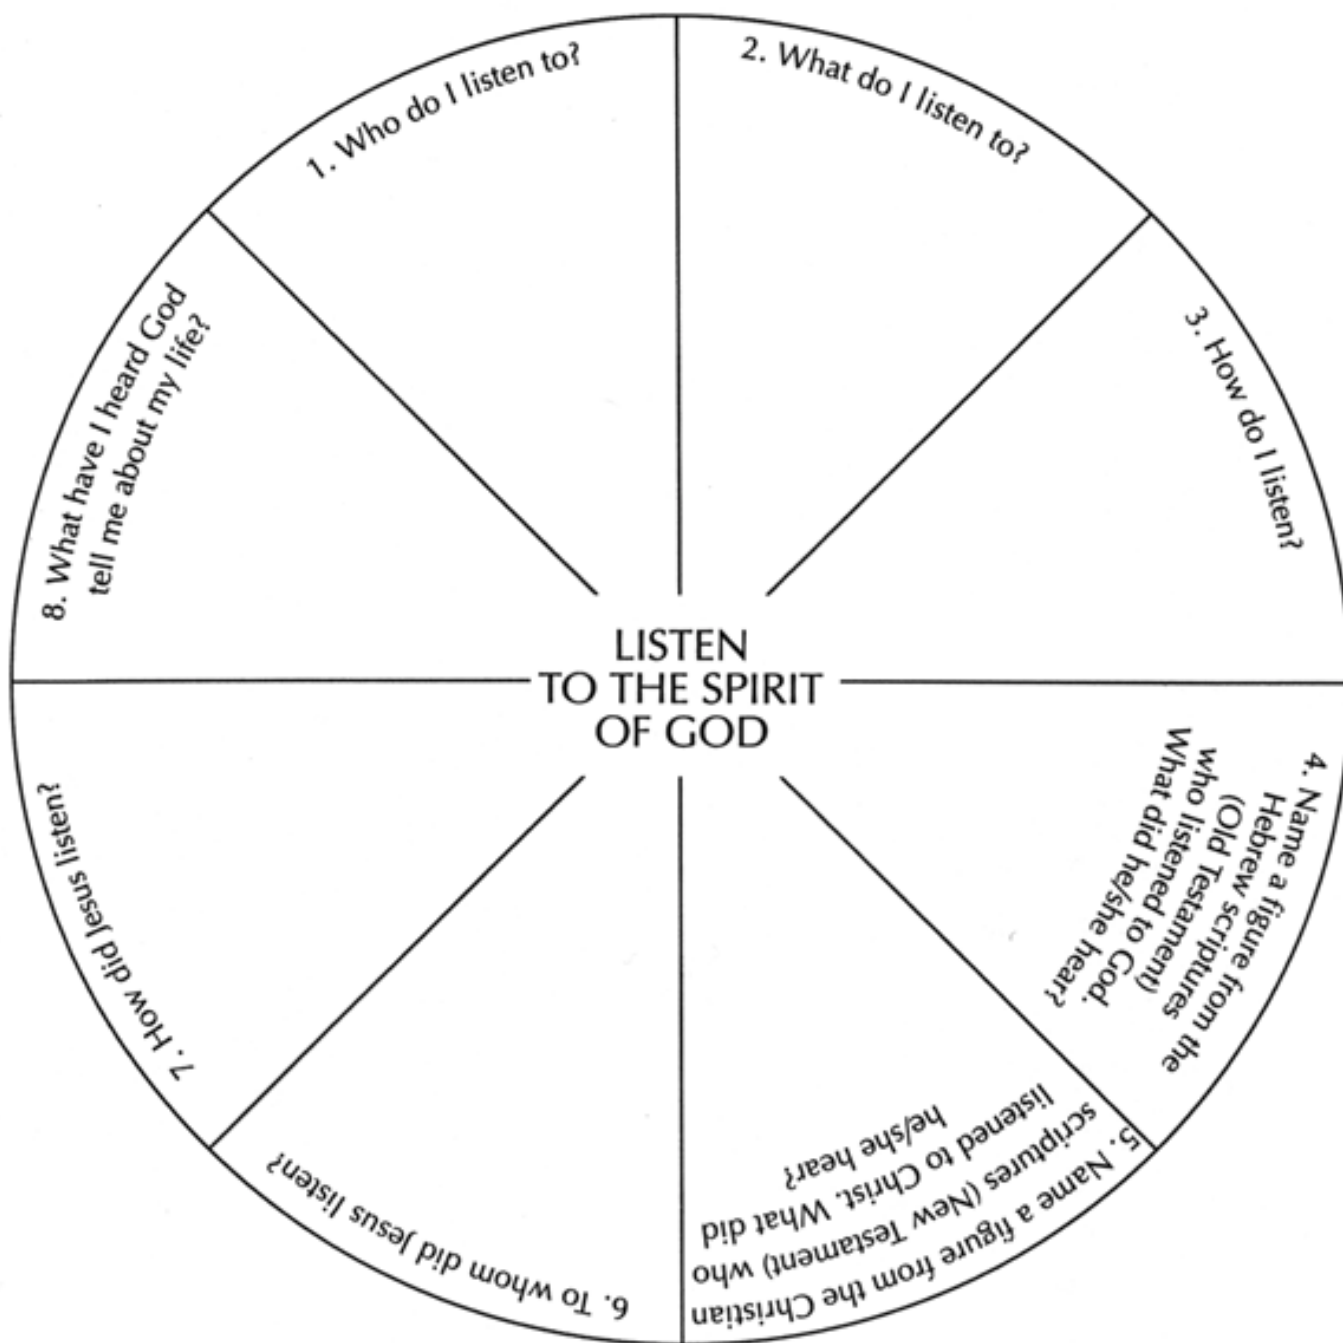 1. Who do I listen to?
2. What do I listen to?
3. How do I listen?
4. Name a figure from the
Hebrew scriptures
(Old Testament)
who listened to God.
What did he/she hear?
5. Name a figure from the Christian
scriptures (New Testament) who
listened to Christ. What did
he/she hear?
6. To whom did Jesus listen?
7. How did Jesus listen?
8. What have I heard God
tell me about my life?
LISTEN
TO THE SPIRIT
OF GOD